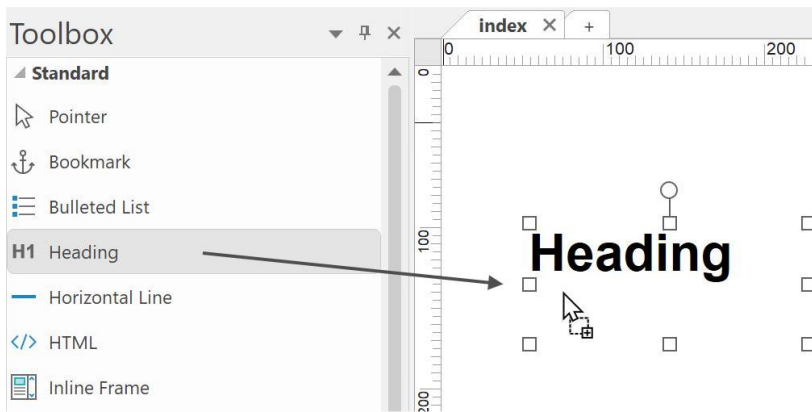 Toolbox
Standard
Pointer
Bookmark
Bulleted List
H1 Heading
Horizontal Line
</> HTML
Inline Frame
index +
0 100 200
0
100
200
Heading